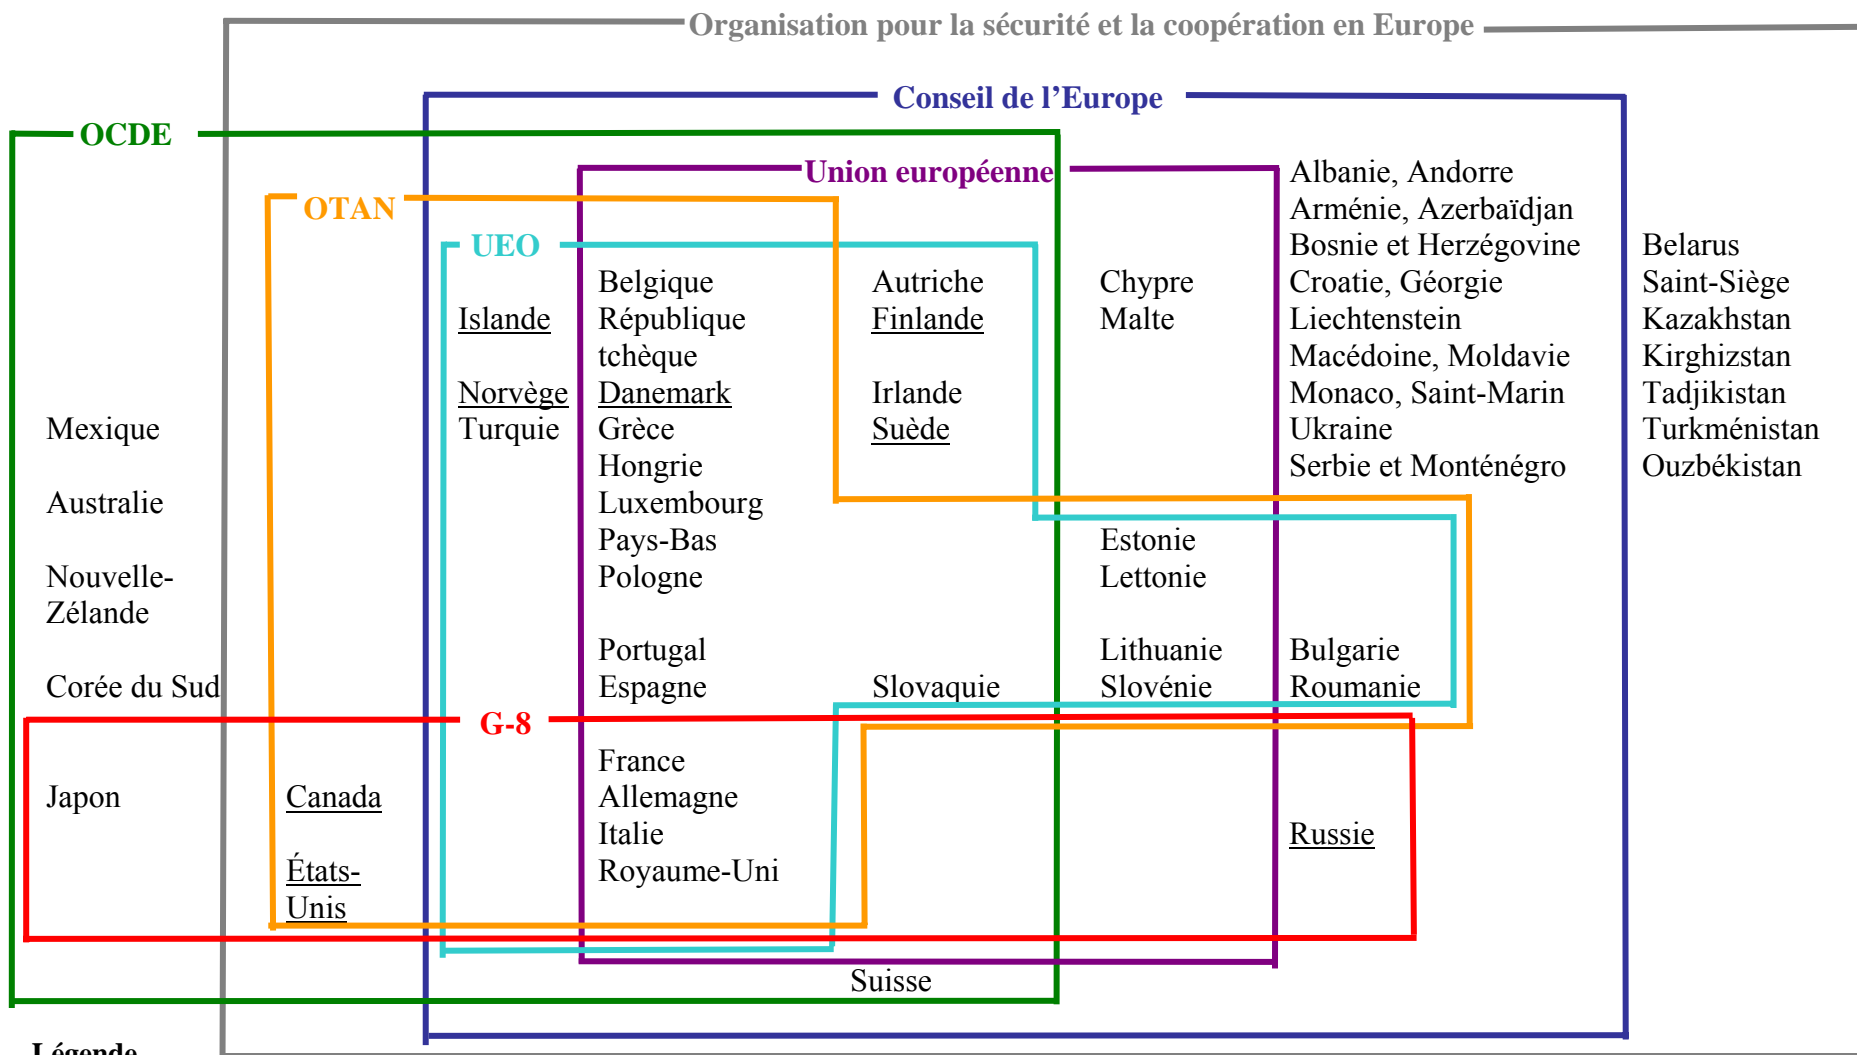 Organisation pour la sécurité et la coopération en Europe
Conseil de l'Europe
OCDE
Union européenne
OTAN
UEO
Mexique
Australie
Nouvelle-
Zélande
Corée du Sud
Islande
Norvège
Turquie
Belgique
République
tchèque
Danemark
Grèce
Hongrie
Luxembourg
Pays-Bas
Pologne
Portugal
Espagne
Autriche
Finlande
Irlande
Suède
Slovaquie
Chypre
Malte
Estonie
Lettonie
Lithuanie
Slovénie
Albanie, Andorre
Arménie, Azerbaïdjan
Bosnie et Herzégovine
Croatie, Géorgie
Liechtenstein
Macédoine, Moldavie
Monaco, Saint-Marin
Ukraine
Serbie et Monténégro
Bulgarie
Roumanie
Belarus
Saint-Siège
Kazakhstan
Kirghizstan
Tadjikistan
Turkménistan
Ouzbékistan
G-8
Japon
Canada
États-
Unis
France
Allemagne
Italie
Royaume-Uni
Russie
Suisse
Légende